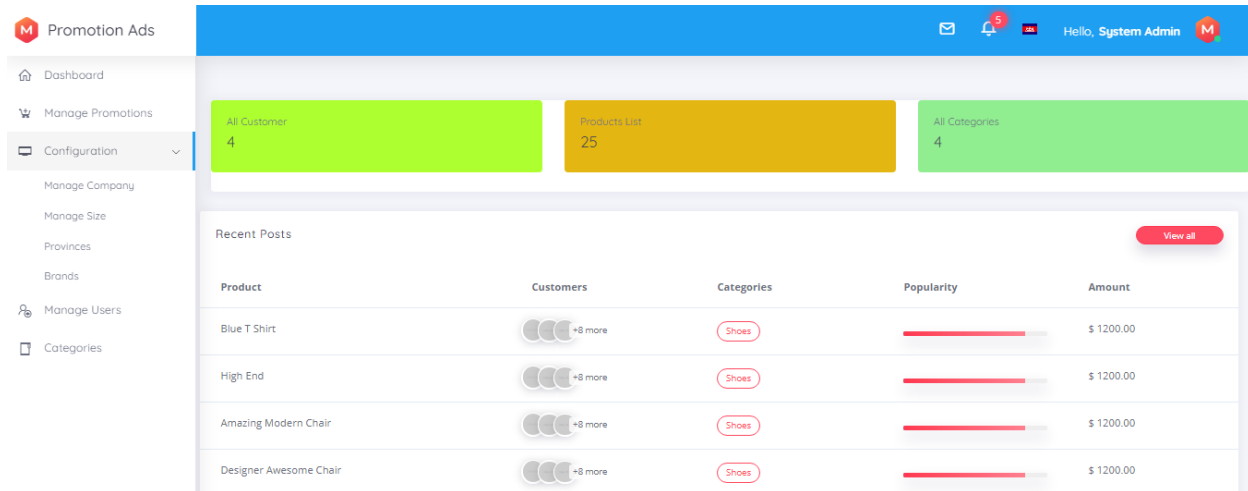 Promotion Ads
5
Hello, System Admin
M
M
Dashboard
Manage Promotions
Configuration
Manage Company
Manage Size
Provinces
Brands
Manage Users
Categories
All Customer
4
Products List
25
All Categories
4
Recent Posts
View all
Product Customers Categories Popularity Amount
Blue T Shirt +8 more Shoes $ 1200.00
High End +8 more Shoes $ 1200.00
Amazing Modern Chair +8 more Shoes $ 1200.00
Designer Awesome Chair +8 more Shoes $ 1200.00